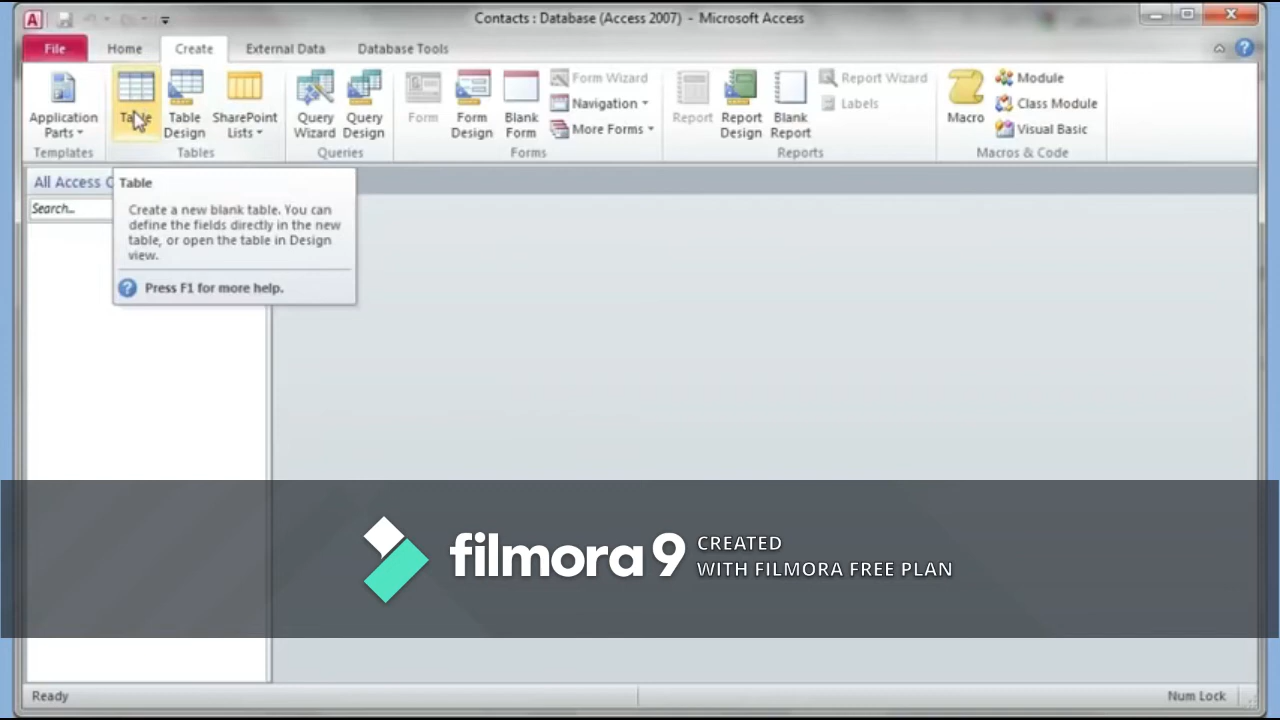 Contacts : Database (Access 2007) - Microsoft Access
File Home Create External Data Database Tools
Application Parts
Table
Table Design
SharePoint Lists
Query Wizard
Query Design
Form
Form Design
Blank Form
Form Wizard
Navigation
More Forms
Report
Report Design
Blank Report
Report Wizard
Labels
Macro
Module
Class Module
Visual Basic
Templates Tables Queries Forms Reports Macros & Code
All Access
Search...
Table
Create a new blank table. You can
define the fields directly in the new
table, or open the table in Design
view.
Press F1 for more help.
filmora 9
CREATED
WITH FILMORA FREE PLAN
Ready Num Lock